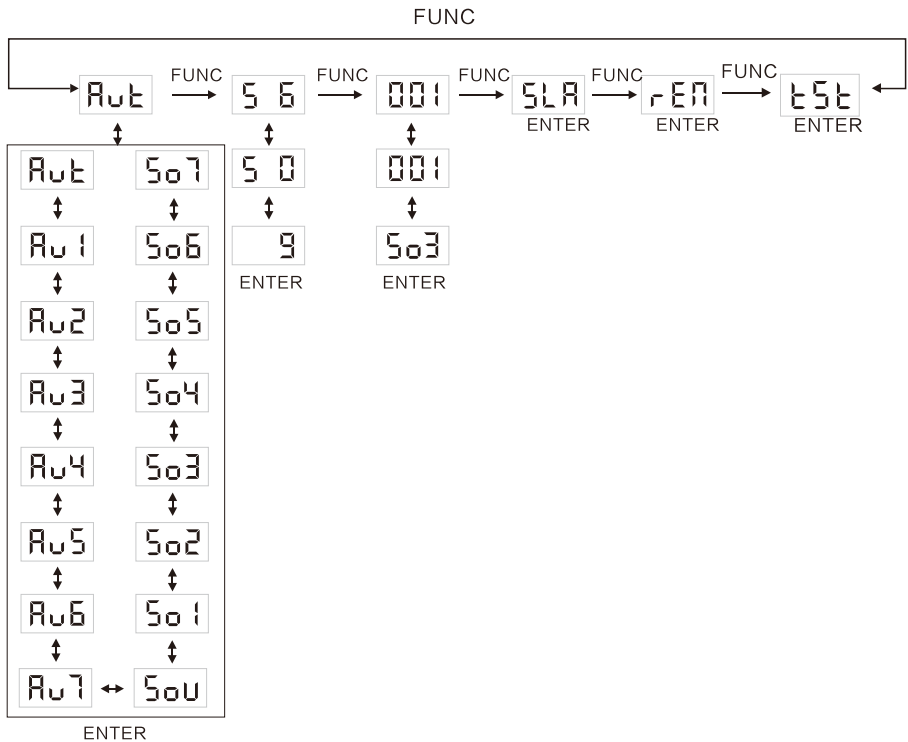 FUNC
Aut FUNC S 6 FUNC 001 FUNC SLA FUNC rEM FUNC tSt
ENTER ENTER ENTER
Aut So7 S 0 001
Au1 So6 9 So3
ENTER ENTER
Au2 So5
Au3 So4
Au4 So3
Au5 So2
Au6 So1
Au7 SoU
ENTER